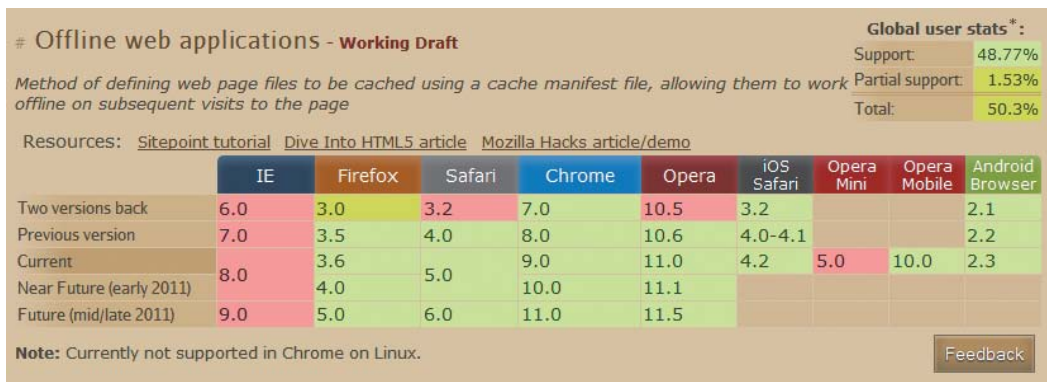 # Offline web applications - Working Draft
Global user stats*:
Support: 48.77%
Partial support: 1.53%
Total: 50.3%
Method of defining web page files to be cached using a cache manifest file, allowing them to work
offline on subsequent visits to the page
Resources: Sitepoint tutorial Dive Into HTML5 article Mozilla Hacks article/demo
IE Firefox Safari Chrome Opera iOS Safari Opera Mini Opera Mobile Android Browser
Two versions back 6.0 3.0 3.2 7.0 10.5 3.2 2.1
Previous version 7.0 3.5 4.0 8.0 10.6 4.0-4.1 2.2
Current 8.0 3.6 5.0 9.0 11.0 4.2 5.0 10.0 2.3
Near Future (early 2011) 4.0 10.0 11.1
Future (mid/late 2011) 9.0 5.0 6.0 11.0 11.5
Note: Currently not supported in Chrome on Linux.
Feedback